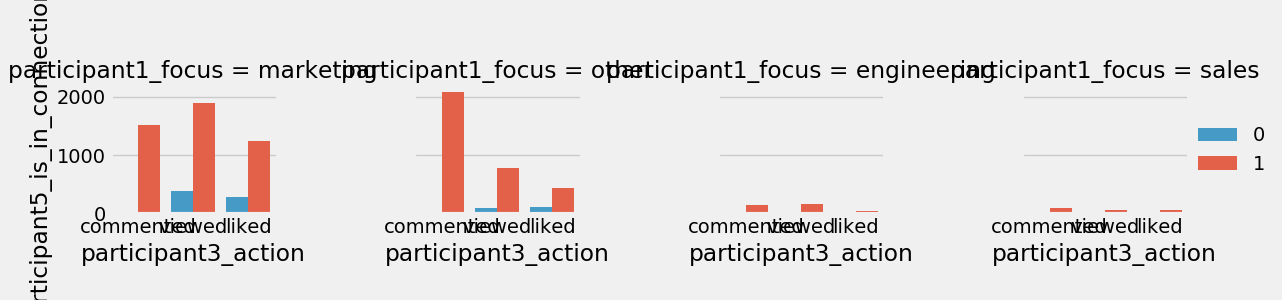 participant1_focus = marketing
participant1_focus = other
participant1_focus = engineering
participant1_focus = sales
2000
1000
0
0
1
commented viewed liked
commented viewed liked
commented viewed liked
commented viewed liked
participant3_action
participant3_action
participant3_action
participant3_action
rticipant5_is_in_connection